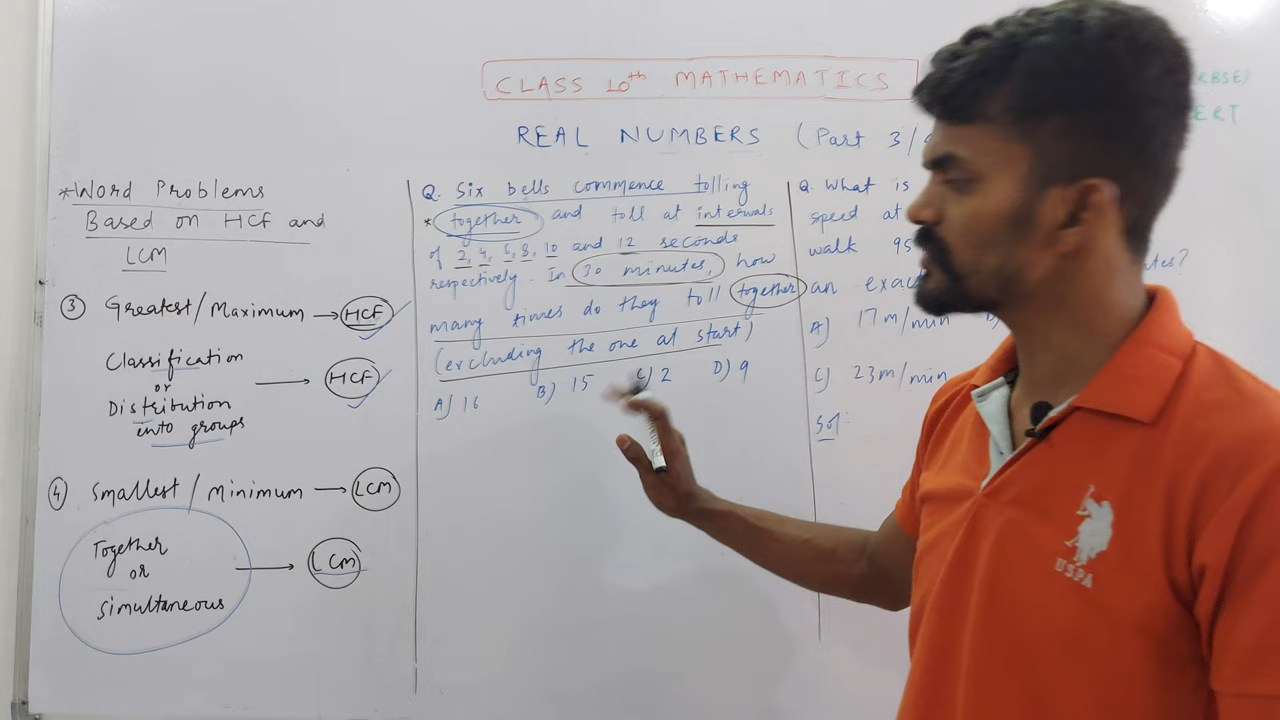 CLASS 10th MATHEMATICS
REAL NUMBERS (Part 3/
BSE)
ERT
*Word Problems
Based on HCF and
LCM
③ Greatest/Maximum → HCF
Classification
or
Distribution
into groups
→ HCF
④ Smallest/Minimum → LCM
Together
or
simultaneous
→ LCM
Q. Six bells commence tolling
* together and toll at intervals
of 2, 4, 6, 8, 10 and 12 seconds
respectively. In 30 minutes, how
many times do they toll together
(excluding the one at start)
A) 16 B) 15 C) 2 D) 9
Q. What is
speed at
walk 95
an exac
A) 17 m/min
C) 23 m/min
Sol:
USPA